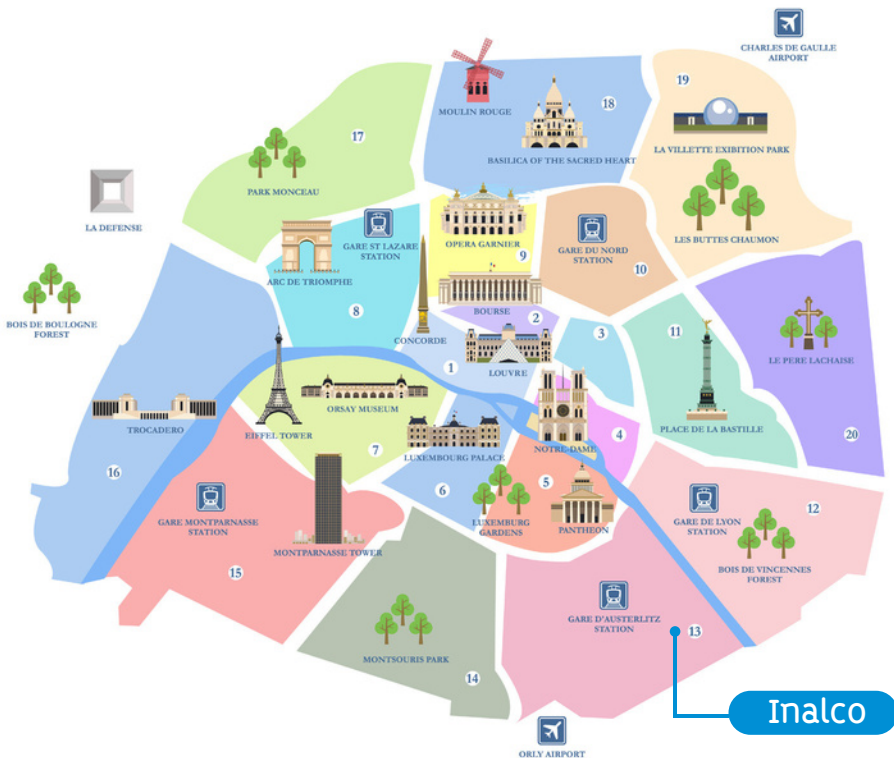 CHARLES DE GAULLE
AIRPORT
19
MOULIN ROUGE
18
17
BASILICA OF THE SACRED HEART
LA VILLETTE EXIBITION PARK
PARK MONCEAU
LA DEFENSE
GARE ST LAZARE
STATION
OPERA GARNIER
GARE DU NORD
STATION
LES BUTTES CHAUMON
9
10
ARC DE TRIOMPHE
BOIS DE BOULOGNE
FOREST
8
BOURSE
2
CONCORDE
3
11
LE PERE LACHAISE
1
LOUVRE
ORSAY MUSEUM
TROCADERO
EIFFEL TOWER
7
LUXEMBOURG PALACE
NOTRE-DAME
4
PLACE DE LA BASTILLE
20
16
6
5
GARE MONTPARNASSE
STATION
LUXEMBURG
GARDENS
PANTHEON
GARE DE LYON
STATION
12
MONTPARNASSE TOWER
BOIS DE VINCENNES
FOREST
15
GARE D'AUSTERLITZ
STATION
13
MONTSOURIS PARK
14
Inalco
ORLY AIRPORT